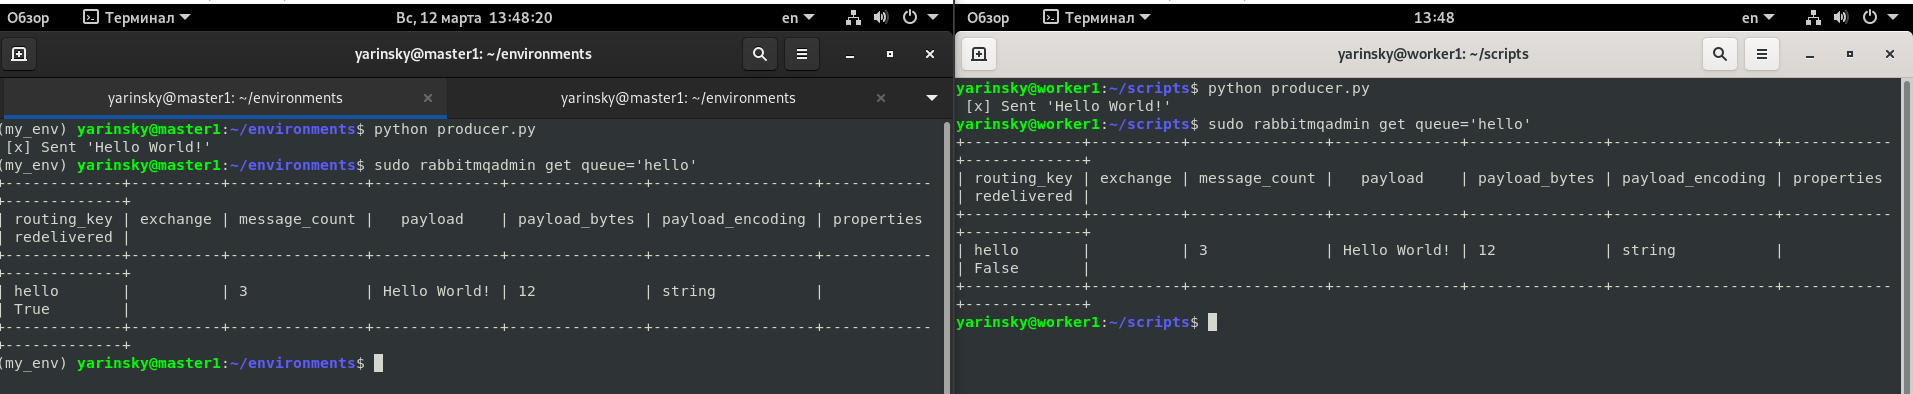 Обзор Терминал Вс, 12 марта 13:48:20 en
yarinsky@master1: ~/environments
yarinsky@master1: ~/environments × yarinsky@master1: ~/environments ×
(my_env) yarinsky@master1:~/environments$ python producer.py
 [x] Sent 'Hello World!'
(my_env) yarinsky@master1:~/environments$ sudo rabbitmqadmin get queue='hello'
+-------------+----------+---------------+--------------+---------------+------------------+------------
+-------------+
| routing_key | exchange | message_count |   payload    | payload_bytes | payload_encoding | properties
| redelivered |
+-------------+----------+---------------+--------------+---------------+------------------+------------
+-------------+
| hello       |          | 3             | Hello World! | 12            | string           |
| True        |
+-------------+----------+---------------+--------------+---------------+------------------+------------
+-------------+
(my_env) yarinsky@master1:~/environments$
Обзор Терминал 13:48 en
yarinsky@worker1: ~/scripts
yarinsky@worker1:~/scripts$ python producer.py
 [x] Sent 'Hello World!'
yarinsky@worker1:~/scripts$ sudo rabbitmqadmin get queue='hello'
+-------------+----------+---------------+--------------+---------------+------------------+------------
+-------------+
| routing_key | exchange | message_count |   payload    | payload_bytes | payload_encoding | properties
| redelivered |
+-------------+----------+---------------+--------------+---------------+------------------+------------
+-------------+
| hello       |          | 3             | Hello World! | 12            | string           |
| False       |
+-------------+----------+---------------+--------------+---------------+------------------+------------
+-------------+
yarinsky@worker1:~/scripts$